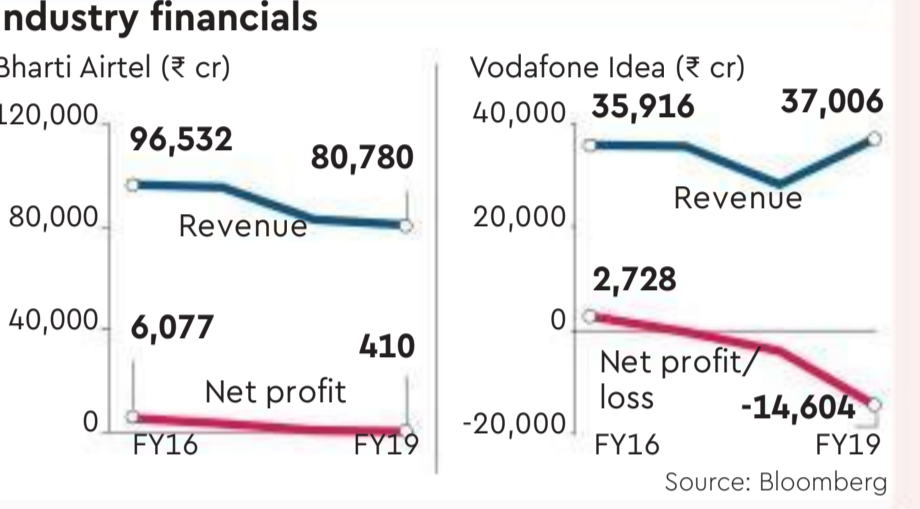 ndustry financials
Bharti Airtel (₹ cr)
120,000
80,000
40,000
0
96,532
80,780
Revenue
6,077
410
Net profit
FY16
FY19
Vodafone Idea (₹ cr)
40,000
20,000
0
-20,000
35,916
37,006
Revenue
2,728
Net profit/
loss
-14,604
FY16
FY19
Source: Bloomberg